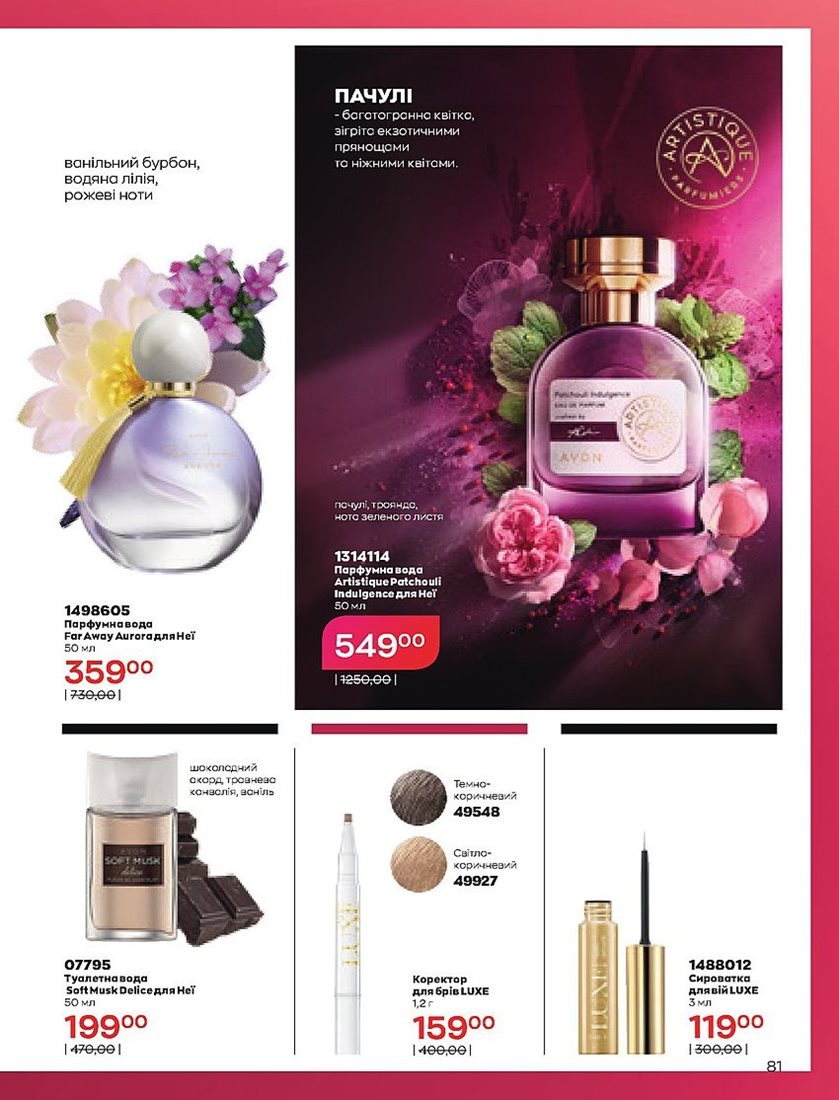 ванільний бурбон,
водяна лілія,
рожеві ноти
1498605
Парфумна вода
Far Away Aurora для Неї
50 мл
359⁰⁰
|730,00|
ПАЧУЛІ
- багатогранна квітка,
зігріта екзотичними
прянощами
та ніжними квітами.
ARTISTIQUE
PARFUMIERS
Patchouli Indulgence
EAU DE PARFUM
crafted by
ARTISTIQUE
AVON
пачулі, троянда,
нота зеленого листя
1314114
Парфумна вода
Artistique Patchouli
Indulgence для Неї
50 мл
549⁰⁰
|1250,00|
шоколадний
акорд, травнева
конвалія, ваніль
AVON
SOFT MUSK
delice
07795
Туалетна вода
Soft Musk Delice для Неї
50 мл
199⁰⁰
|470,00|
Темно-
коричневий
49548
Світло-
коричневий
49927
LUXE
Коректор
для брів LUXE
1,2 г
159⁰⁰
|400,00|
LUXE
1488012
Сироватка
для вій LUXE
3 мл
119⁰⁰
|300,00|
81